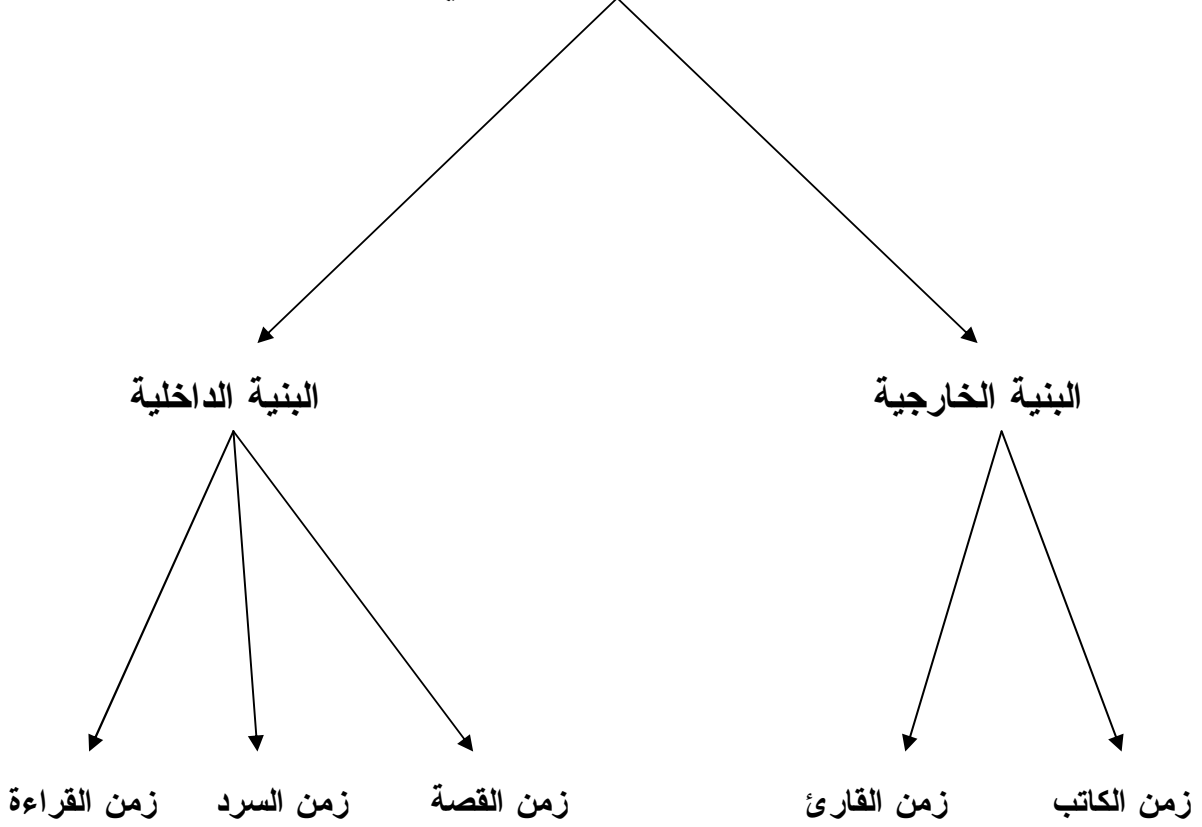 البنية الخارجية البنية الداخلية
زمن الكاتب زمن القارئ زمن القصة زمن السرد زمن القراءة